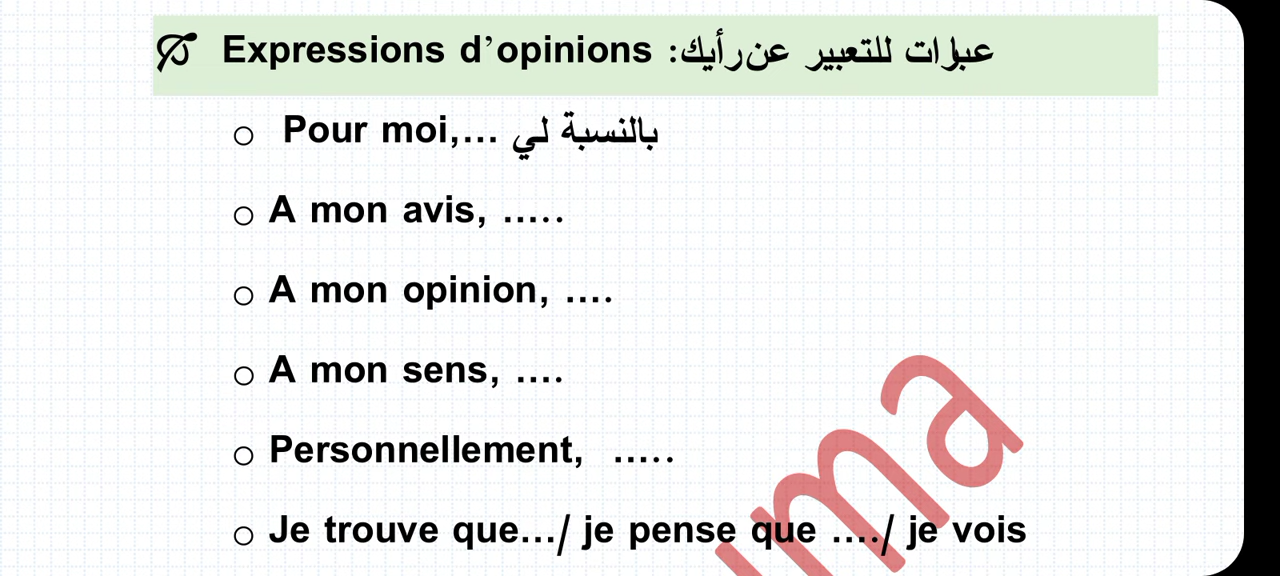 Expressions d’opinions :عبارات للتعبير عن رأيك
Pour moi,... بالنسبة لي
A mon avis, .....
A mon opinion, ....
A mon sens, ....
Personnellement, .....
Je trouve que.../ je pense que ..../ je vois